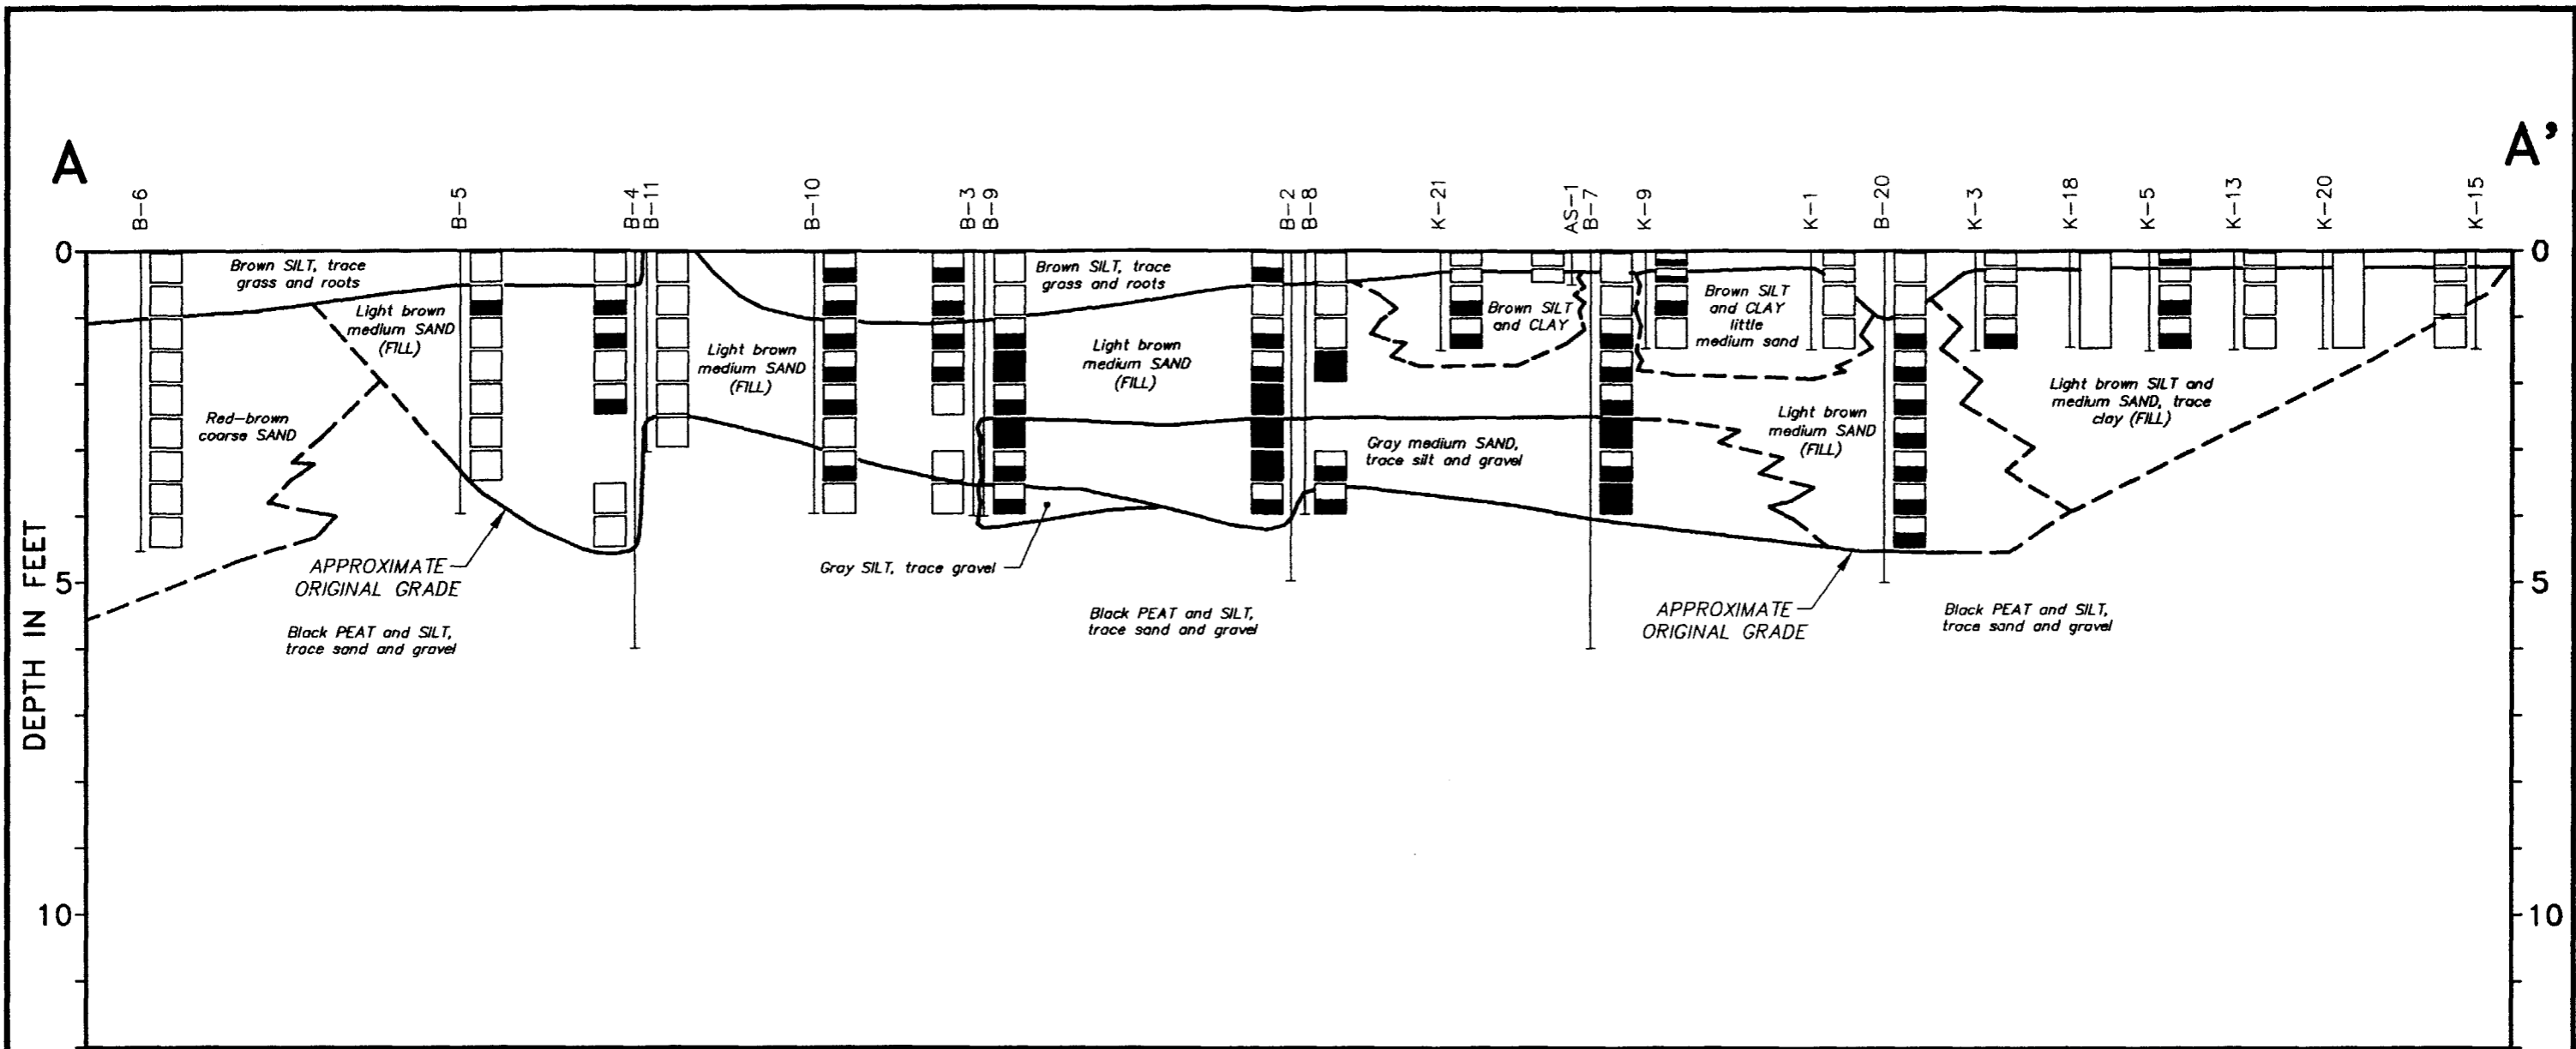 A
A'
B-6
B-5
B-4
B-11
B-10
B-3
B-9
B-2
B-8
K-21
AS-1
B-7
K-9
K-1
B-20
K-3
K-18
K-5
K-13
K-20
K-15
0
0
Brown SILT, trace
grass and roots
Brown SILT, trace
grass and roots
Light brown
medium SAND
(FILL)
Light brown
medium SAND
(FILL)
Light brown
medium SAND
(FILL)
Brown SILT
and CLAY
Brown SILT
and CLAY
little
medium sand
Red-brown
coarse SAND
Gray medium SAND,
trace silt and gravel
Light brown
medium SAND
(FILL)
Light brown SILT and
medium SAND, trace
clay (FILL)
DEPTH IN FEET
5
5
APPROXIMATE
ORIGINAL GRADE
Gray SILT, trace gravel
APPROXIMATE
ORIGINAL GRADE
Black PEAT and SILT,
trace sand and gravel
Black PEAT and SILT,
trace sand and gravel
Black PEAT and SILT,
trace sand and gravel
10
10